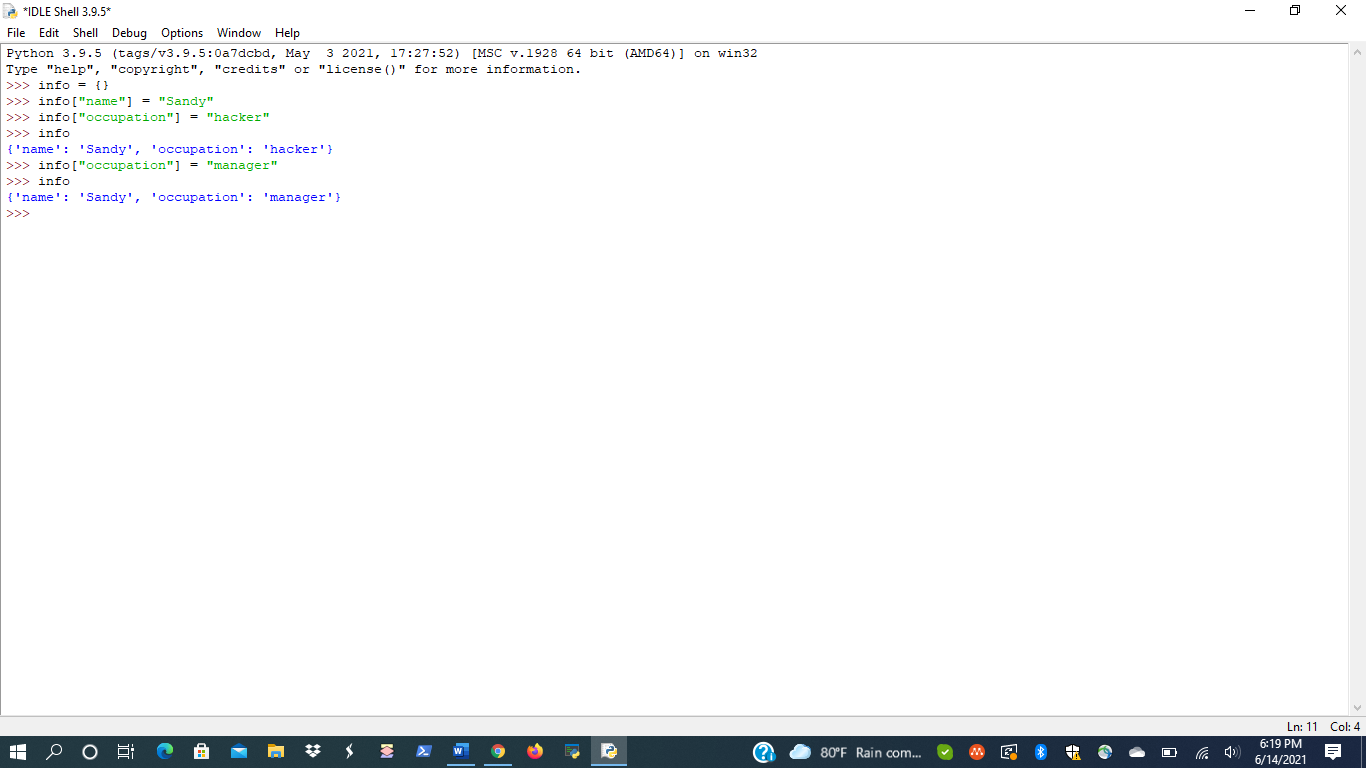 *IDLE Shell 3.9.5*
File Edit Shell Debug Options Window Help
Python 3.9.5 (tags/v3.9.5:0a7dcbd, May  3 2021, 17:27:52) [MSC v.1928 64 bit (AMD64)] on win32
Type "help", "copyright", "credits" or "license()" for more information.
>>> info = {}
>>> info["name"] = "Sandy"
>>> info["occupation"] = "hacker"
>>> info
{'name': 'Sandy', 'occupation': 'hacker'}
>>> info["occupation"] = "manager"
>>> info
{'name': 'Sandy', 'occupation': 'manager'}
>>>
Ln: 11 Col: 4
80°F Rain com...
6:19 PM
6/14/2021